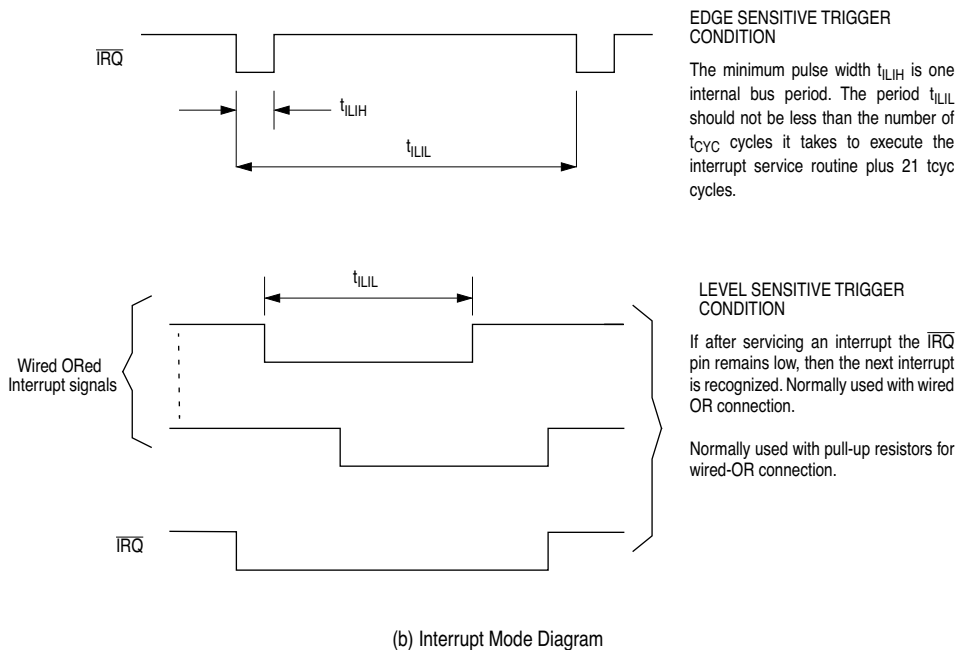 EDGE SENSITIVE TRIGGER
CONDITION
IRQ
The minimum pulse width tILIH is one
internal bus period. The period tILIL
should not be less than the number of
tCYC cycles it takes to execute the
interrupt service routine plus 21 tcyc
cycles.
tILIH
tILIL
tILIL
LEVEL SENSITIVE TRIGGER
CONDITION
If after servicing an interrupt the IRQ
pin remains low, then the next interrupt
is recognized. Normally used with wired
OR connection.
Normally used with pull-up resistors for
wired-OR connection.
Wired ORed
Interrupt signals
IRQ
(b) Interrupt Mode Diagram